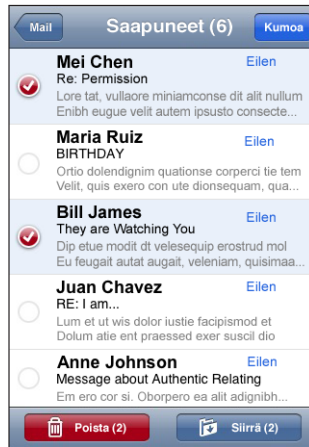 Mail Saapuneet (6) Kumoa
Mei Chen Eilen
Re: Permission
Lore tat, vullaore miniamconse dit alit nullum
Enibh eugue velit autem ipsusto consecte...
Maria Ruiz Eilen
BIRTHDAY
Ortio dolendignim quationse corperci tie tem
Velit, quis exero con ute dionsequam, qua...
Bill James Eilen
They are Watching You
Dip etue modit dt velesequip erostrud mol
Eu feugait autat augait, veleniam, quisimaa...
Juan Chavez Eilen
RE: I am...
Lum et ut wis dolor iustie facipismod et
Dolum atie ent praessed exer suscil dio
Anne Johnson Eilen
Message about Authentic Relating
Em ero cor si. Oborpero ea alit adignibh...
Poista (2) Siirrä (2)